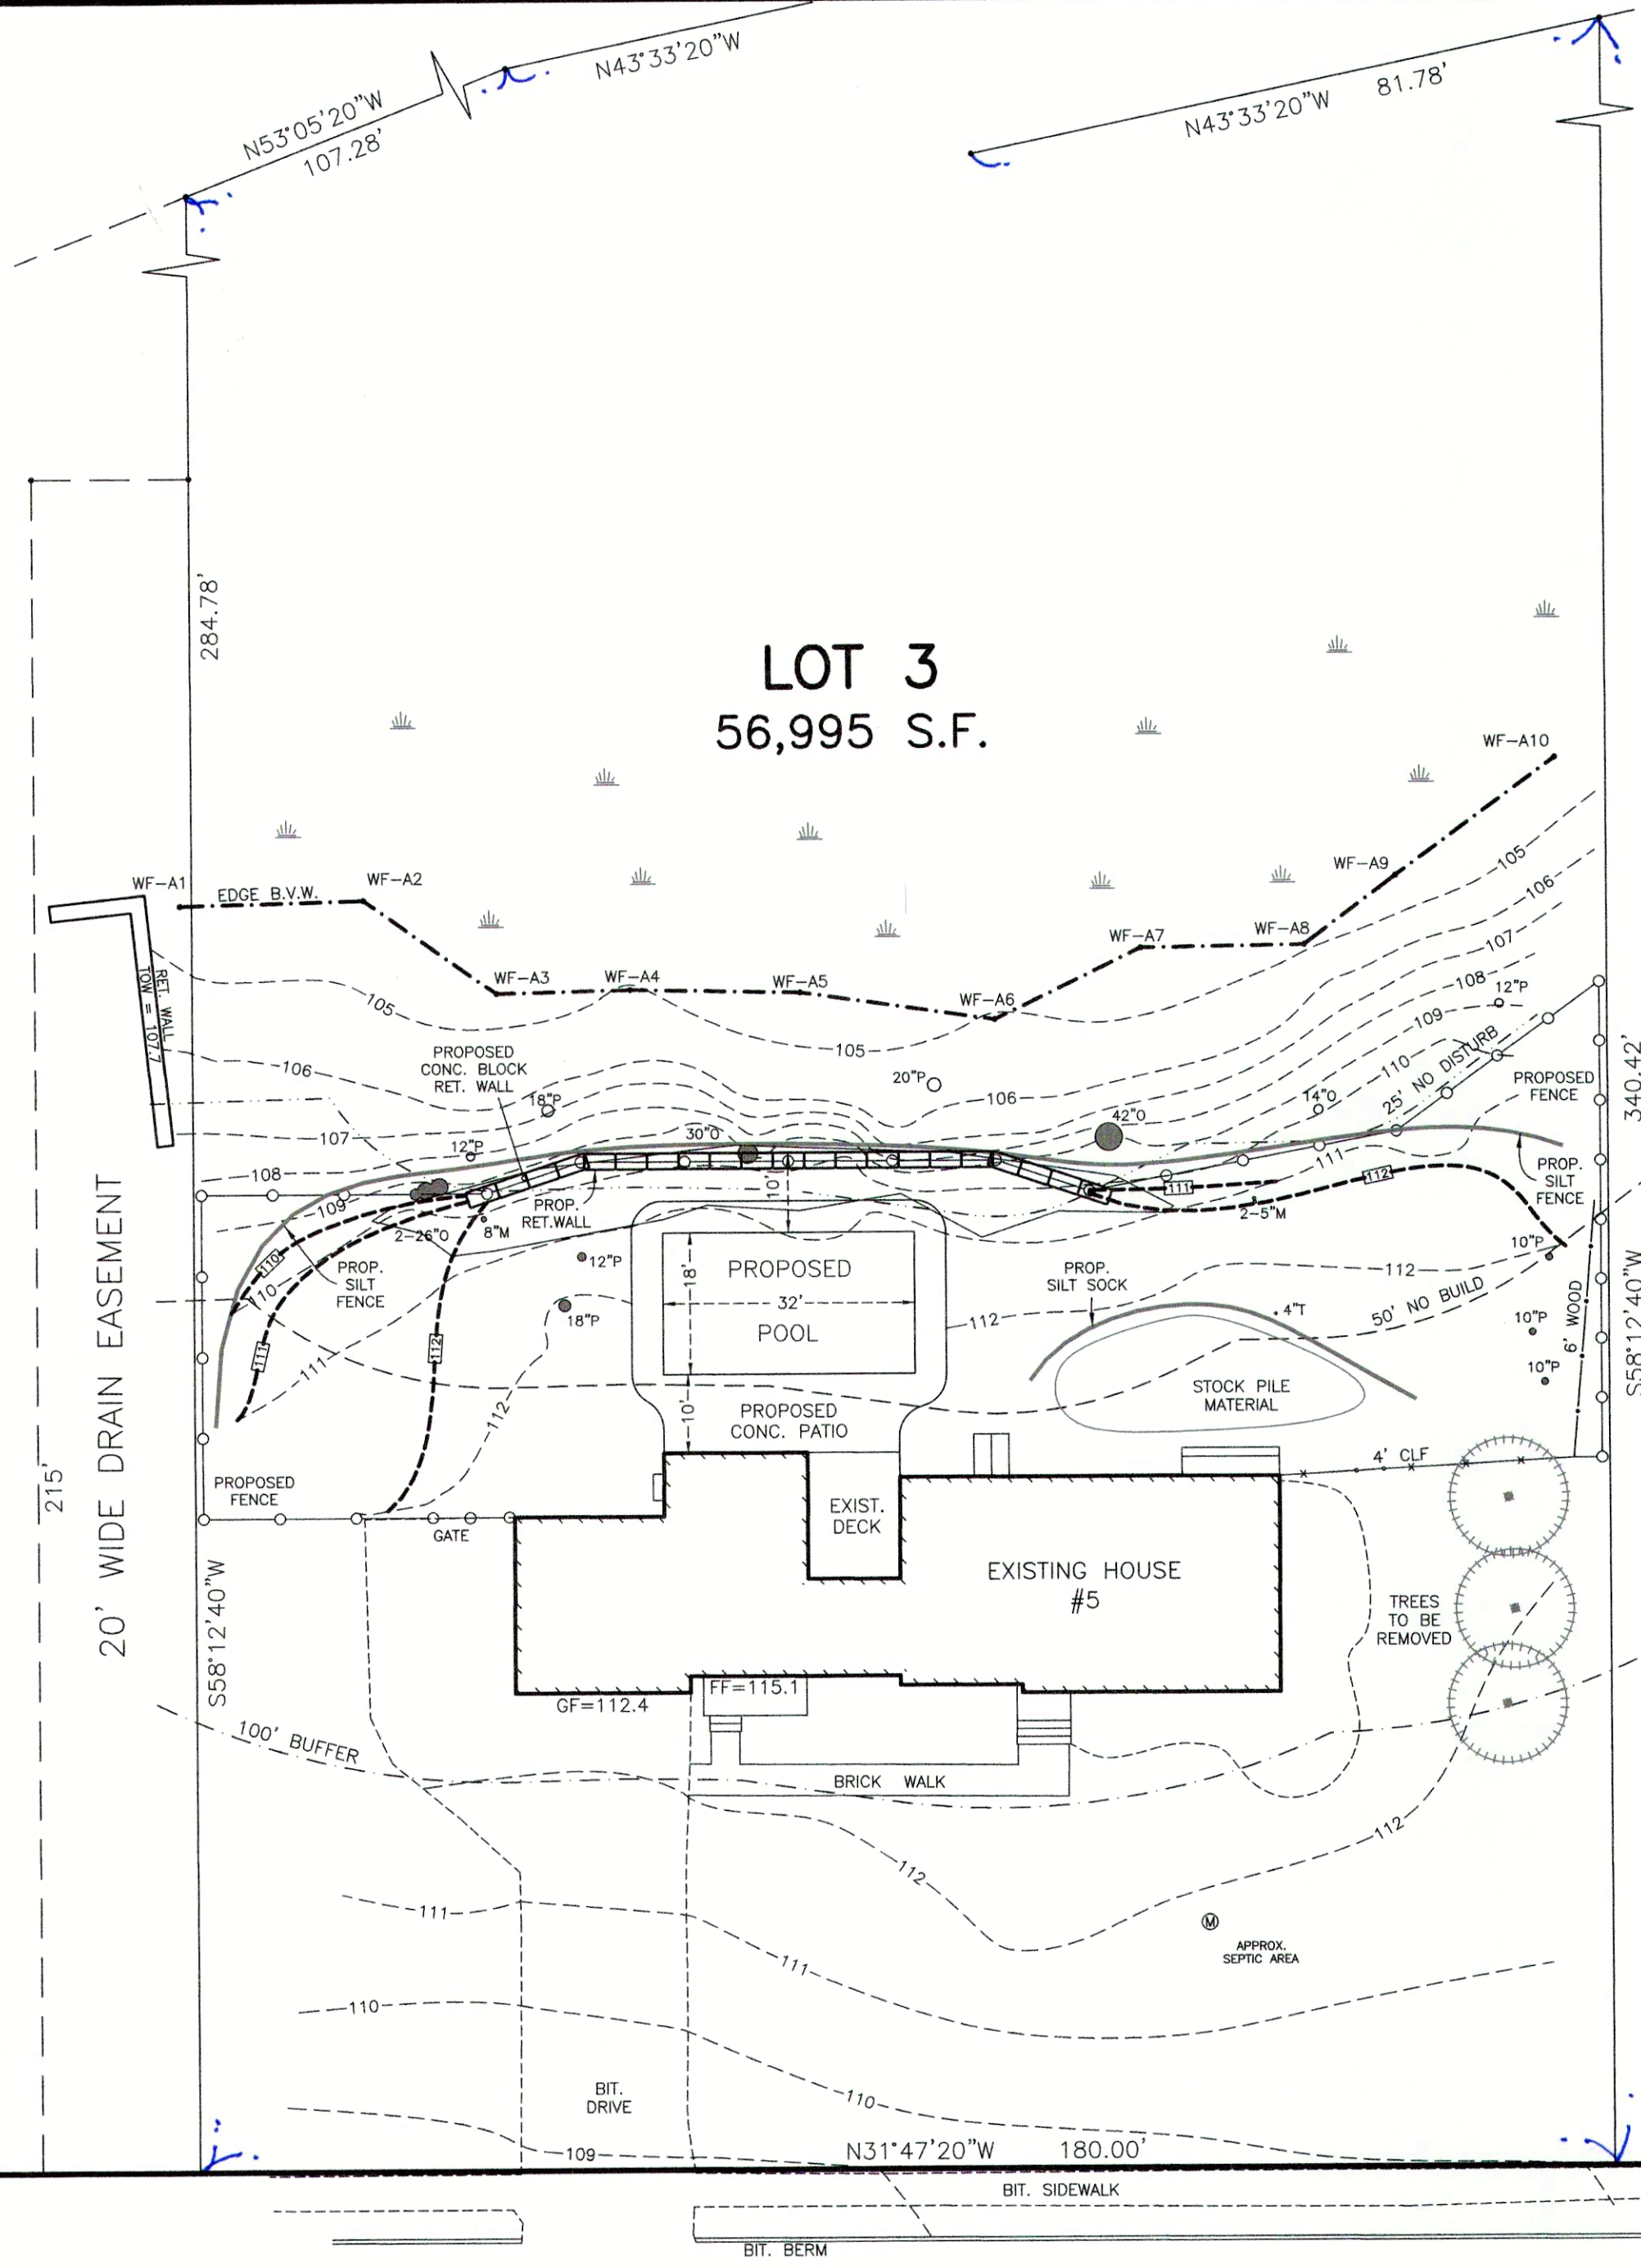 N43°33'20"W
N53°05'20"W
107.28'
N43°33'20"W 81.78'
284.78'
LOT 3
56,995 S.F.
WF-A10
WF-A1
EDGE B.V.W.
WF-A2
WF-A9
WF-A8
WF-A7
WF-A3
WF-A4
WF-A5
WF-A6
RET. WALL
TOW = 107.7
105
105
105
106
107
108
12"P
109
110
25' NO DISTURB
340.42'
PROPOSED
CONC. BLOCK
RET. WALL
106
20"P
106
18"P
14"O
42"O
PROPOSED
FENCE
107
30"O
12"P
108
109
10'
111
111
112
PROP.
SILT
FENCE
PROP.
RET.WALL
2-26"O
8"M
2-5"M
110
110
PROP.
SILT
FENCE
12"P
18"P
PROPOSED
POOL
18'
32'
PROP.
SILT SOCK
112
112
4"T
50' NO BUILD
10"P
10"P
10"P
6' WOOD
S58°12'40"W
111
111
112
112
10'
PROPOSED
CONC. PATIO
STOCK PILE
MATERIAL
4' CLF
20' WIDE DRAIN EASEMENT
215'
PROPOSED
FENCE
GATE
EXIST.
DECK
EXISTING HOUSE
#5
TREES
TO BE
REMOVED
S58°12'40"W
GF=112.4
FF=115.1
100' BUFFER
BRICK WALK
112
112
111
111
M
APPROX.
SEPTIC AREA
110
110
BIT.
DRIVE
109
N31°47'20"W 180.00'
BIT. SIDEWALK
BIT. BERM